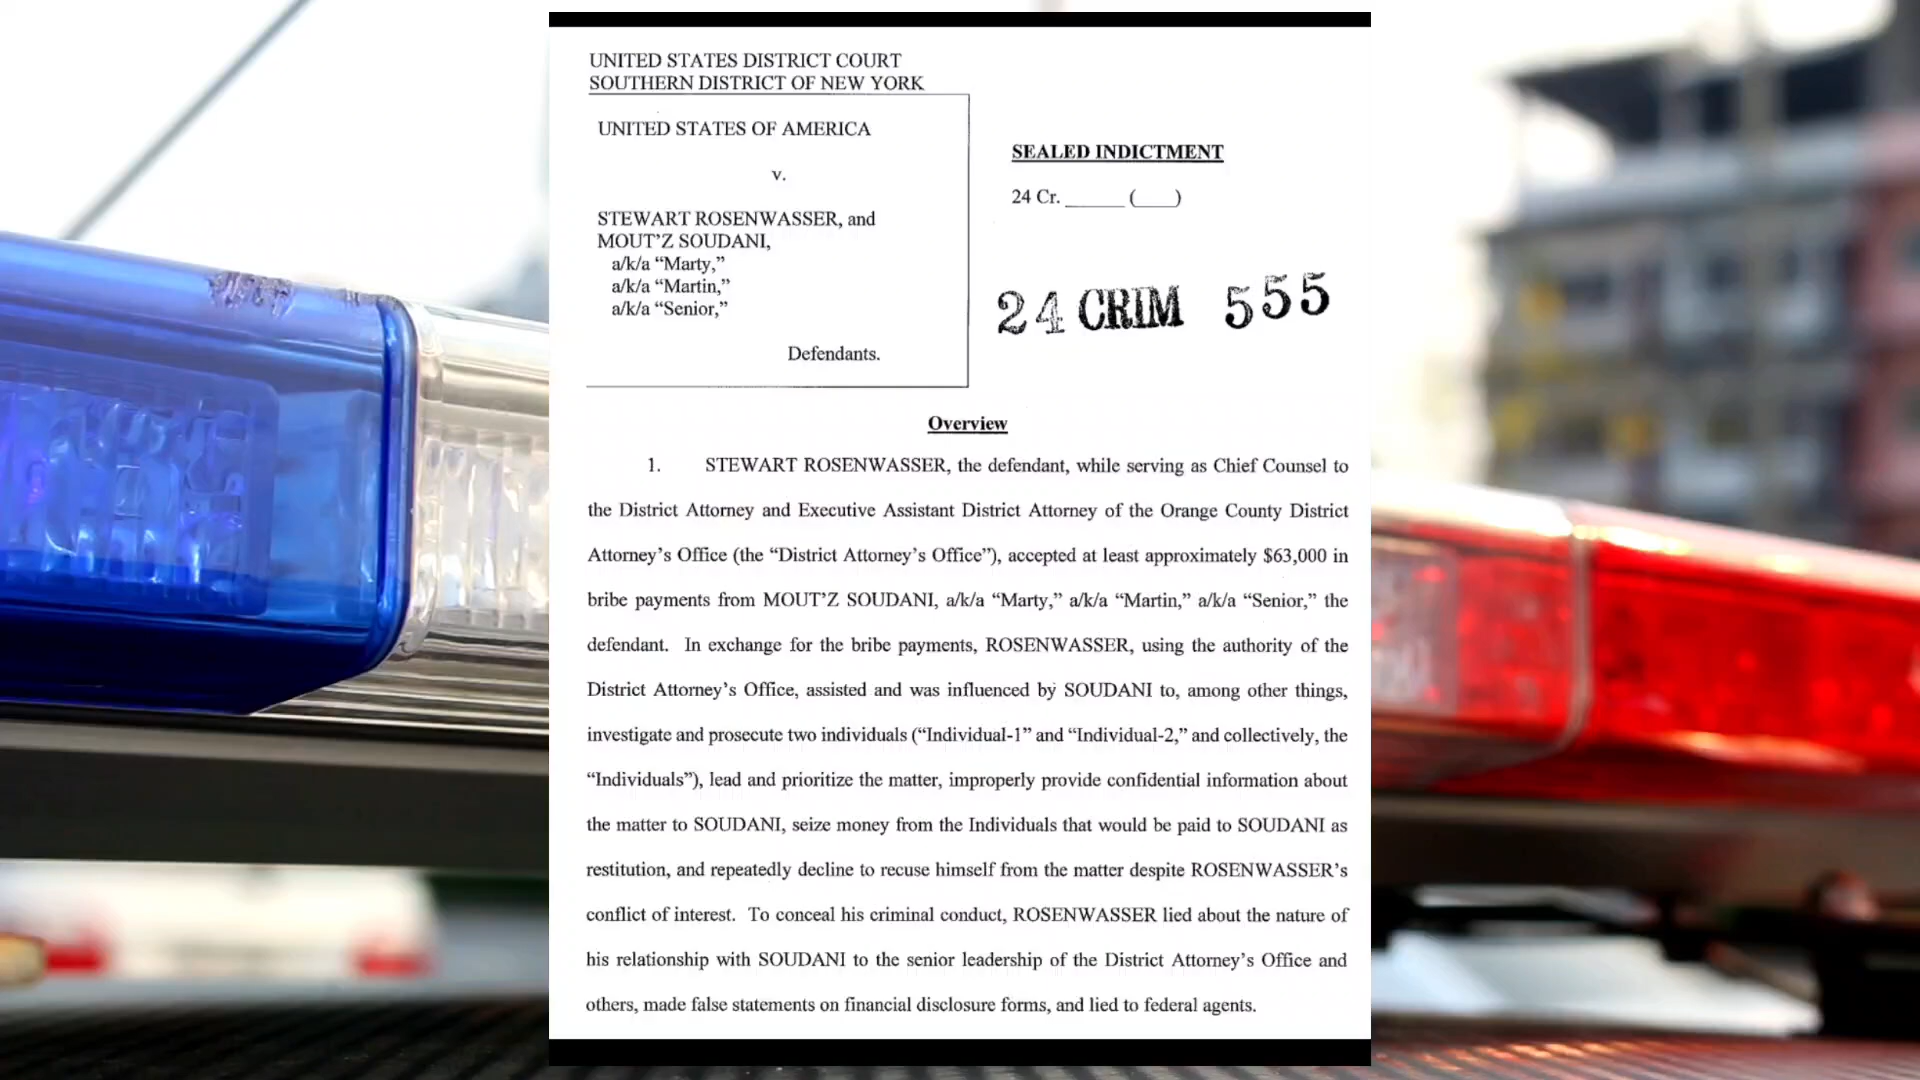 UNITED STATES DISTRICT COURT
SOUTHERN DISTRICT OF NEW YORK
UNITED STATES OF AMERICA
v.
STEWART ROSENWASSER, and
MOUT’Z SOUDANI,
a/k/a “Marty,”
a/k/a “Martin,”
a/k/a “Senior,”
Defendants.
SEALED INDICTMENT
24 Cr. ______ (____)
24 CRIM 555
Overview
1. STEWART ROSENWASSER, the defendant, while serving as Chief Counsel to
the District Attorney and Executive Assistant District Attorney of the Orange County District
Attorney’s Office (the “District Attorney’s Office”), accepted at least approximately $63,000 in
bribe payments from MOUT’Z SOUDANI, a/k/a “Marty,” a/k/a “Martin,” a/k/a “Senior,” the
defendant. In exchange for the bribe payments, ROSENWASSER, using the authority of the
District Attorney’s Office, assisted and was influenced by SOUDANI to, among other things,
investigate and prosecute two individuals (“Individual-1” and “Individual-2,” and collectively, the
“Individuals”), lead and prioritize the matter, improperly provide confidential information about
the matter to SOUDANI, seize money from the Individuals that would be paid to SOUDANI as
restitution, and repeatedly decline to recuse himself from the matter despite ROSENWASSER’s
conflict of interest. To conceal his criminal conduct, ROSENWASSER lied about the nature of
his relationship with SOUDANI to the senior leadership of the District Attorney’s Office and
others, made false statements on financial disclosure forms, and lied to federal agents.